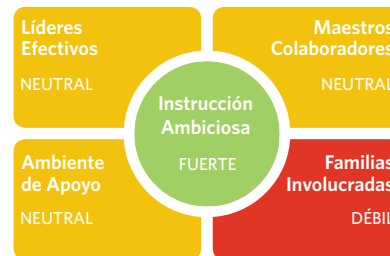 Líderes
Efectivos
NEUTRAL
Maestros
Colaboradores
NEUTRAL
Instrucción
Ambiciosa
FUERTE
Ambiente
de Apoyo
NEUTRAL
Familias
Involucradas
DÉBIL